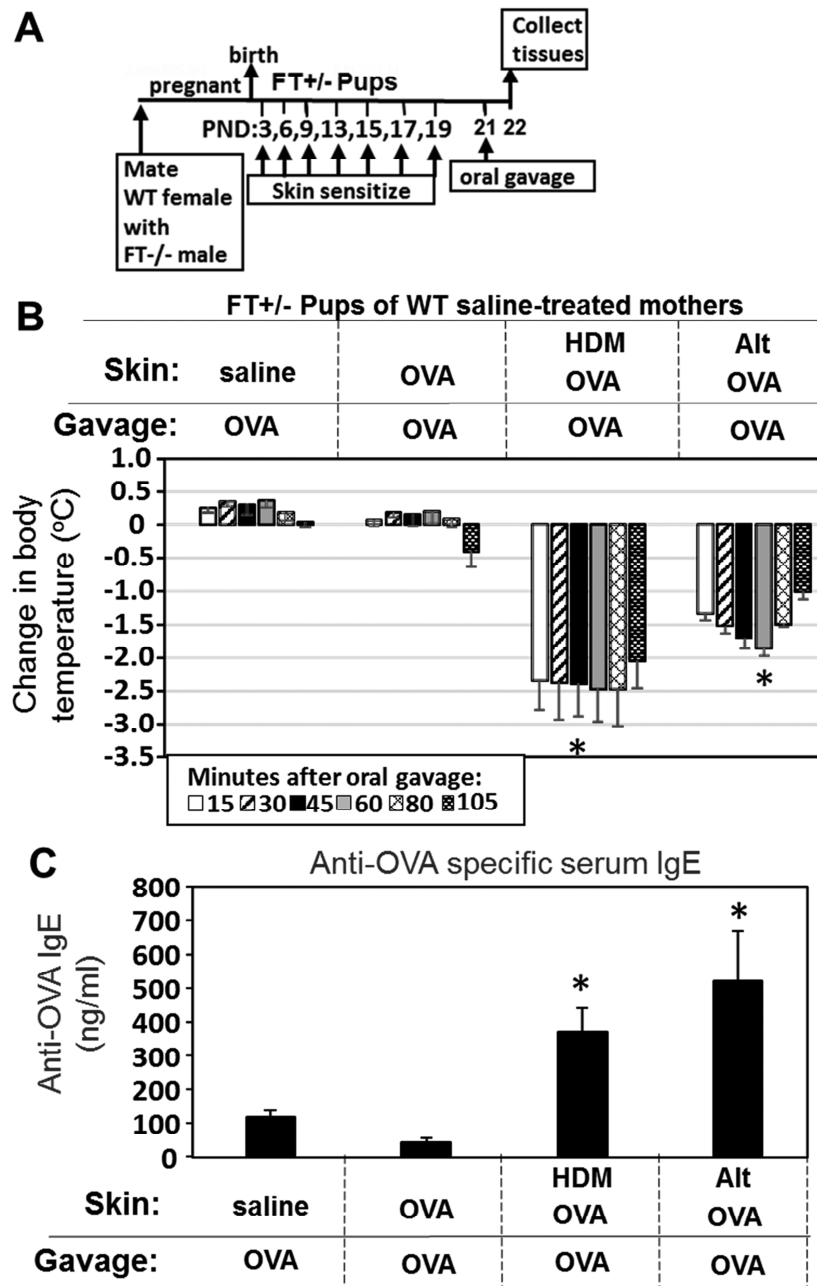 A
Collect
tissues
birth
pregnant
FT+/- Pups
PND:3,6,9,13,15,17,19 21 22
Mate
WT female
with
FT-/- male
Skin sensitize
oral gavage
B
FT+/- Pups of WT saline-treated mothers
Skin: saline OVA HDM OVA Alt OVA
Gavage: OVA OVA OVA OVA
Change in body
temperature (ºC)
1.0
0.5
0
-0.5
-1.0
-1.5
-2.0
-2.5
-3.0
-3.5
*
*
Minutes after oral gavage:
15 30 45 60 80 105
C
Anti-OVA specific serum IgE
Anti-OVA IgE
(ng/ml)
800
700
600
500
400
300
200
100
0
*
*
Skin: saline OVA HDM OVA Alt OVA
Gavage: OVA OVA OVA OVA